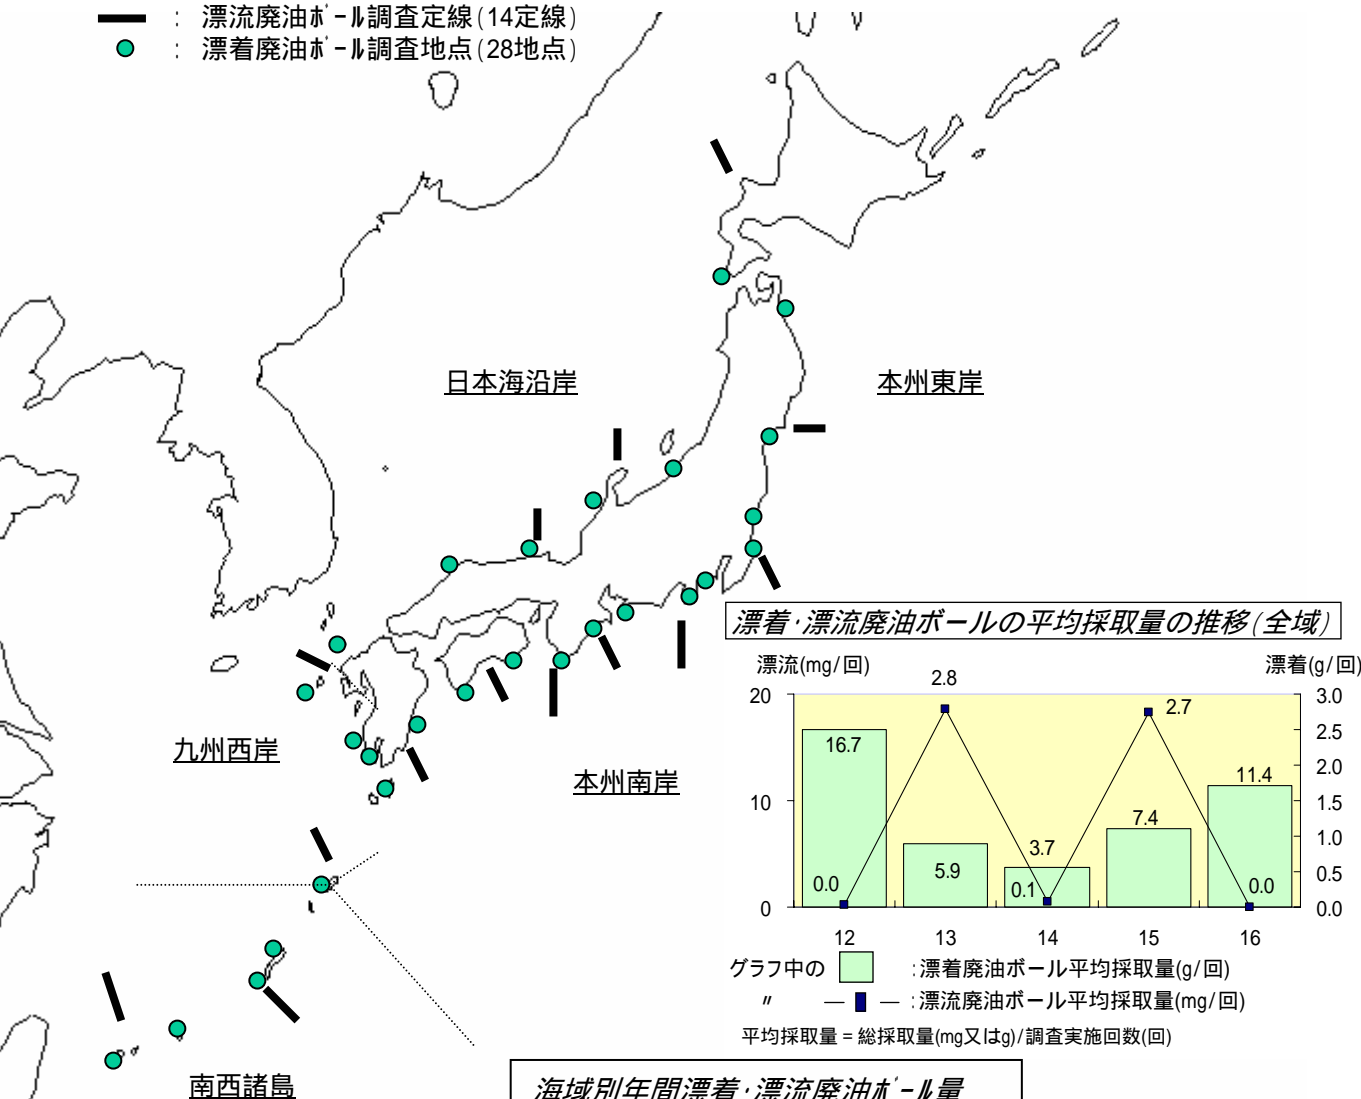 : 漂流廃油ﾎﾞｰﾙ調査定線(14定線)
: 漂着廃油ﾎﾞｰﾙ調査地点(28地点)
日本海沿岸
本州東岸
九州西岸
本州南岸
南西諸島
漂着･漂流廃油ボールの平均採取量の推移(全域)
漂流(mg/回)
漂着(g/回)
20
10
0
3.0
2.5
2.0
1.5
1.0
0.5
0.0
2.8
2.7
16.7
11.4
7.4
5.9
3.7
0.0
0.1
0.0
12
13
14
15
16
グラフ中の :漂着廃油ボール平均採取量(g/回)
〃 — — :漂流廃油ボール平均採取量(mg/回)
平均採取量 = 総採取量(mg又はg)/調査実施回数(回)
海域別年間漂着･漂流廃油ﾎﾞｰﾙ量